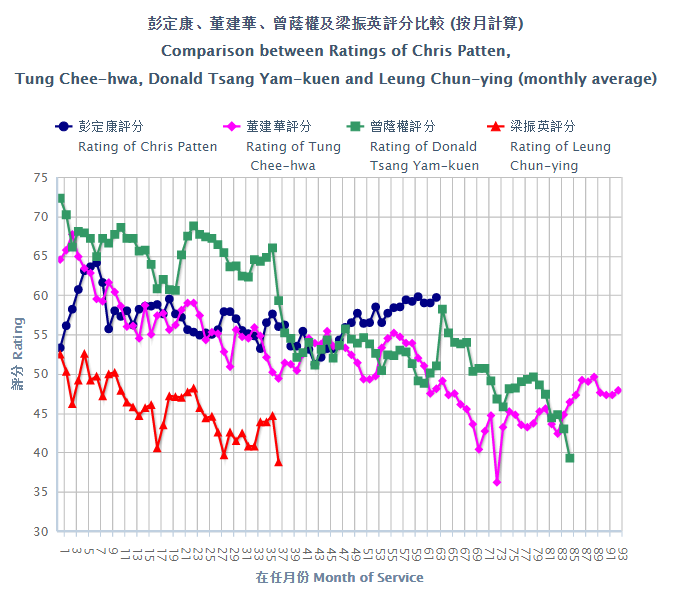 彭定康、董建華、曾蔭權及梁振英評分比較 (按月計算)
Comparison between Ratings of Chris Patten,
Tung Chee-hwa, Donald Tsang Yam-kuen and Leung Chun-ying (monthly average)
彭定康評分
Rating of Chris Patten
董建華評分
Rating of Tung
Chee-hwa
曾蔭權評分
Rating of Donald
Tsang Yam-kuen
梁振英評分
Rating of Leung
Chun-ying
評分 Rating
75
70
65
60
55
50
45
40
35
30
1 3 5 7 9 11 13 15 17 19 21 23 25 27 29 31 33 35 37 39 41 43 45 47 49 51 53 55 57 59 61 63 65 67 69 71 73 75 77 79 81 83 85 87 89 91 93
在任月份 Month of Service